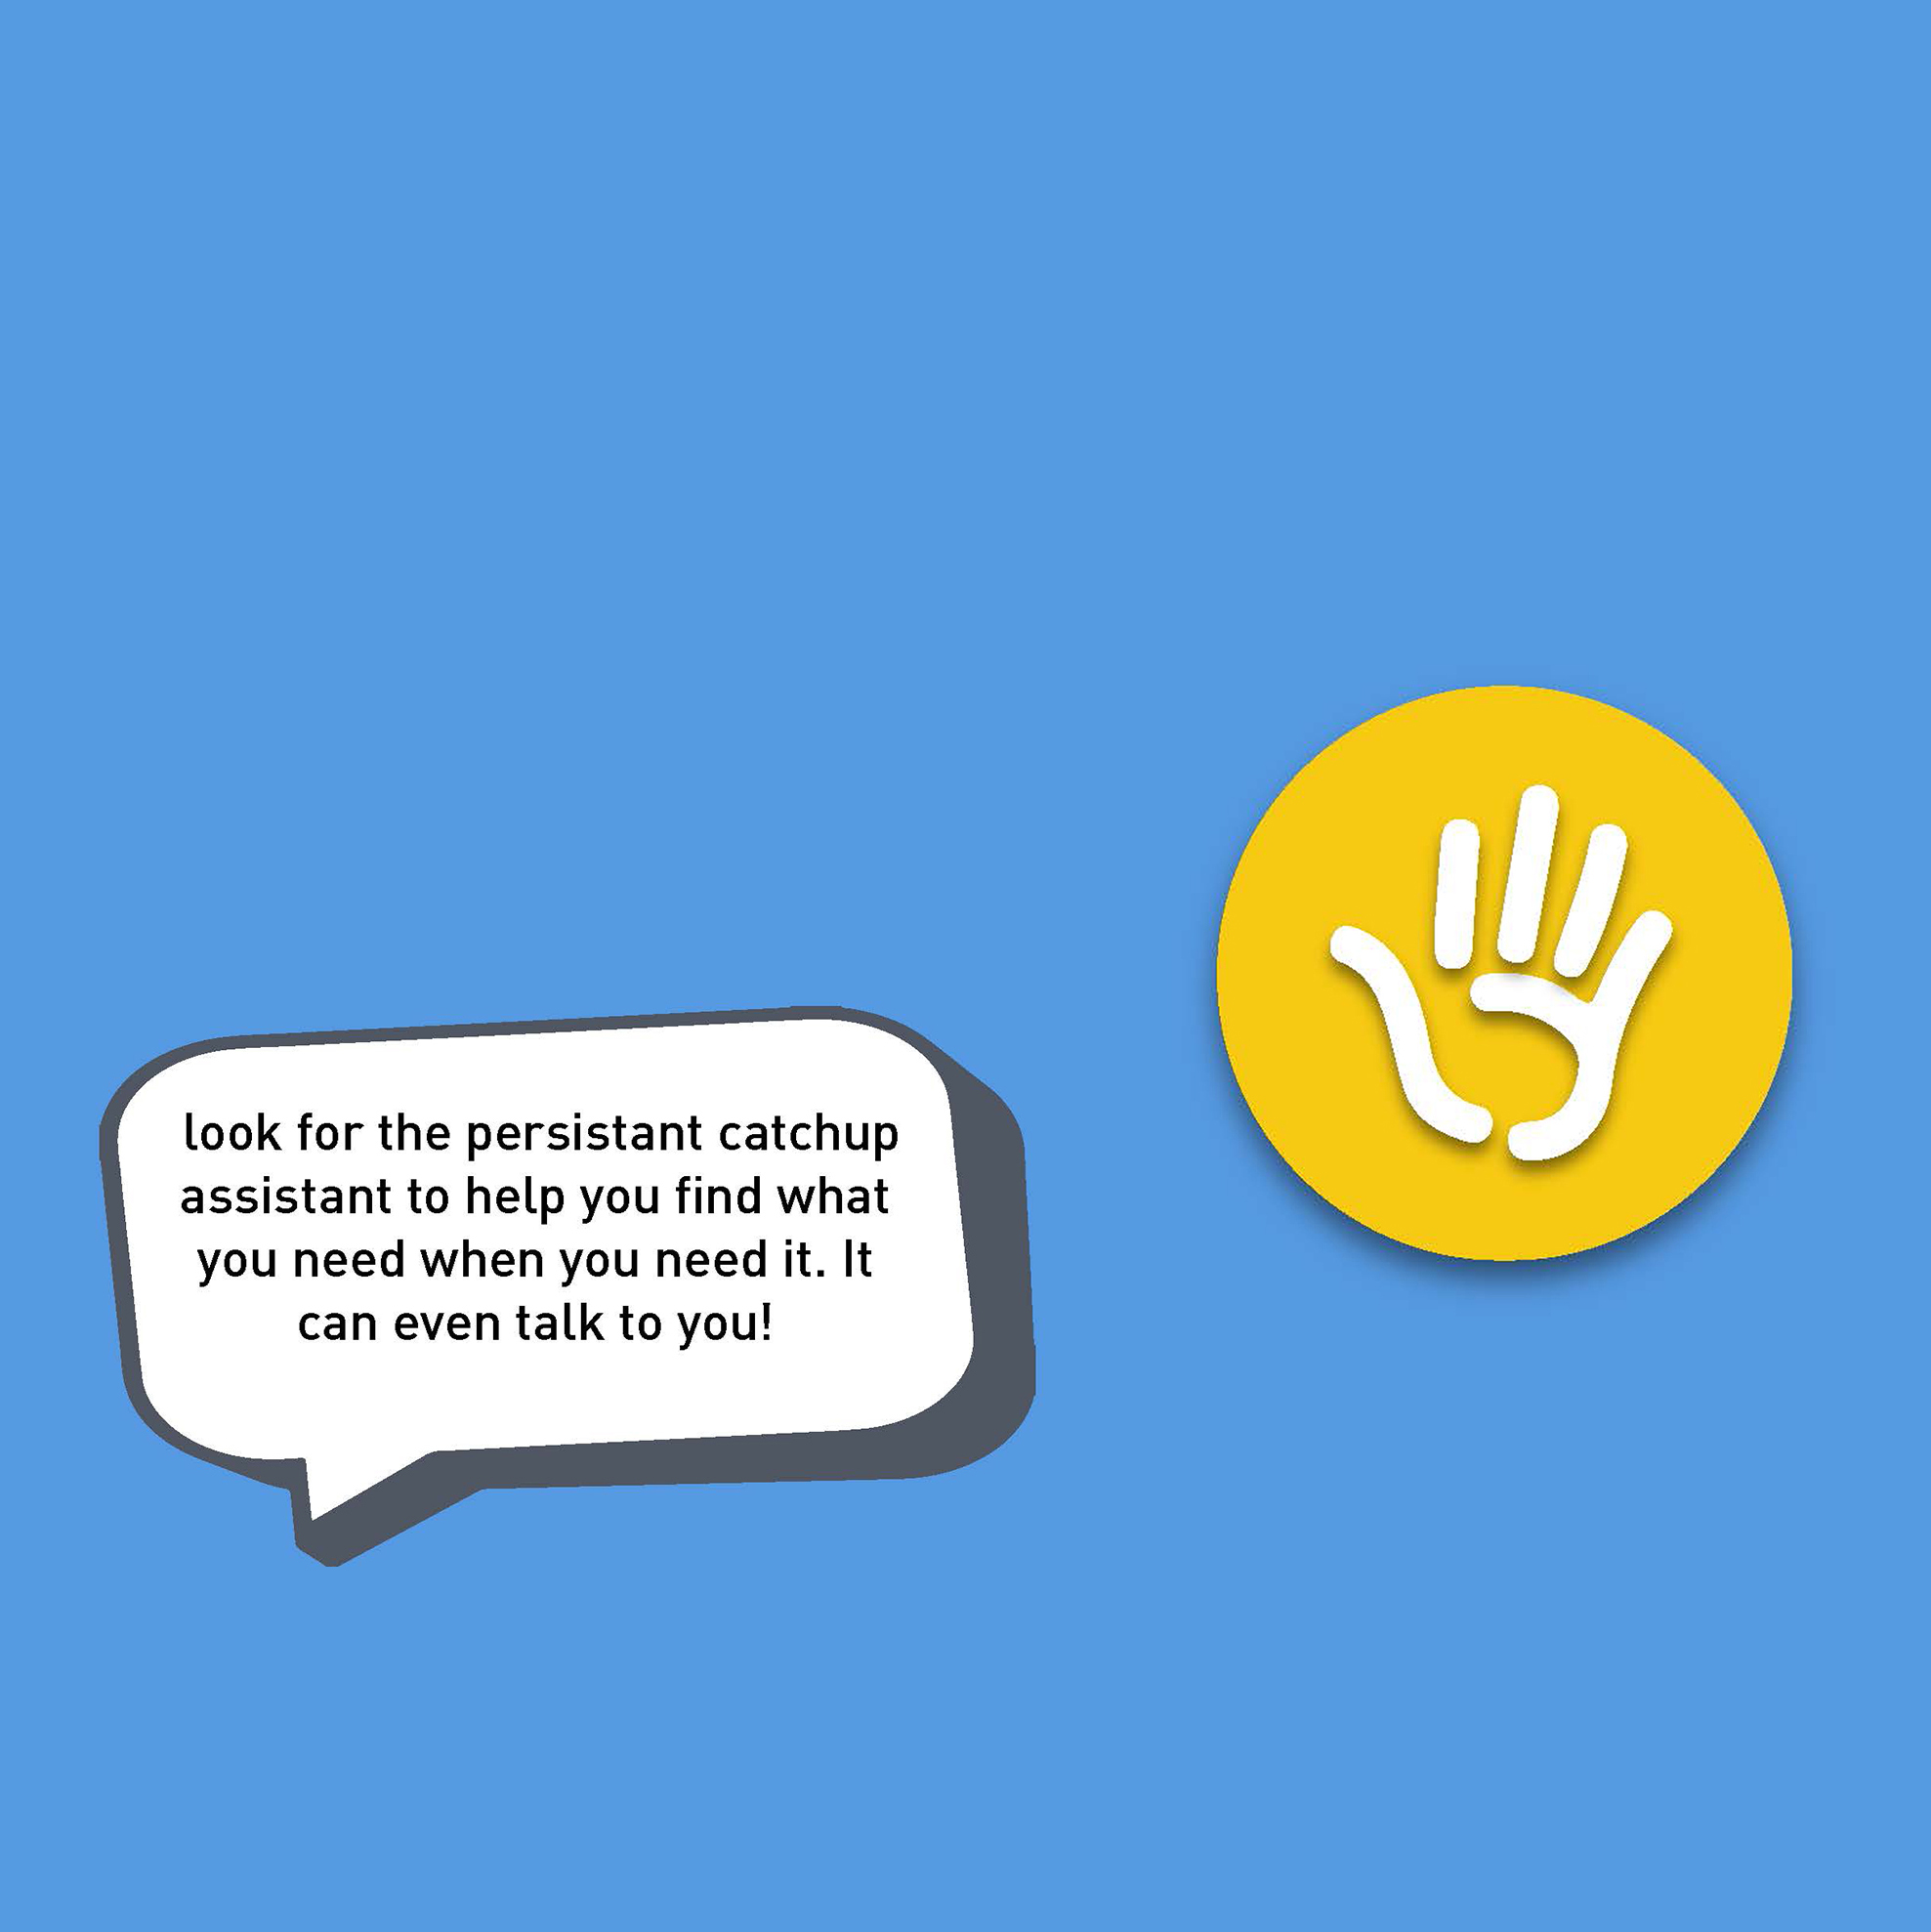 look for the persistant catchup
assistant to help you find what
you need when you need it. It
can even talk to you!